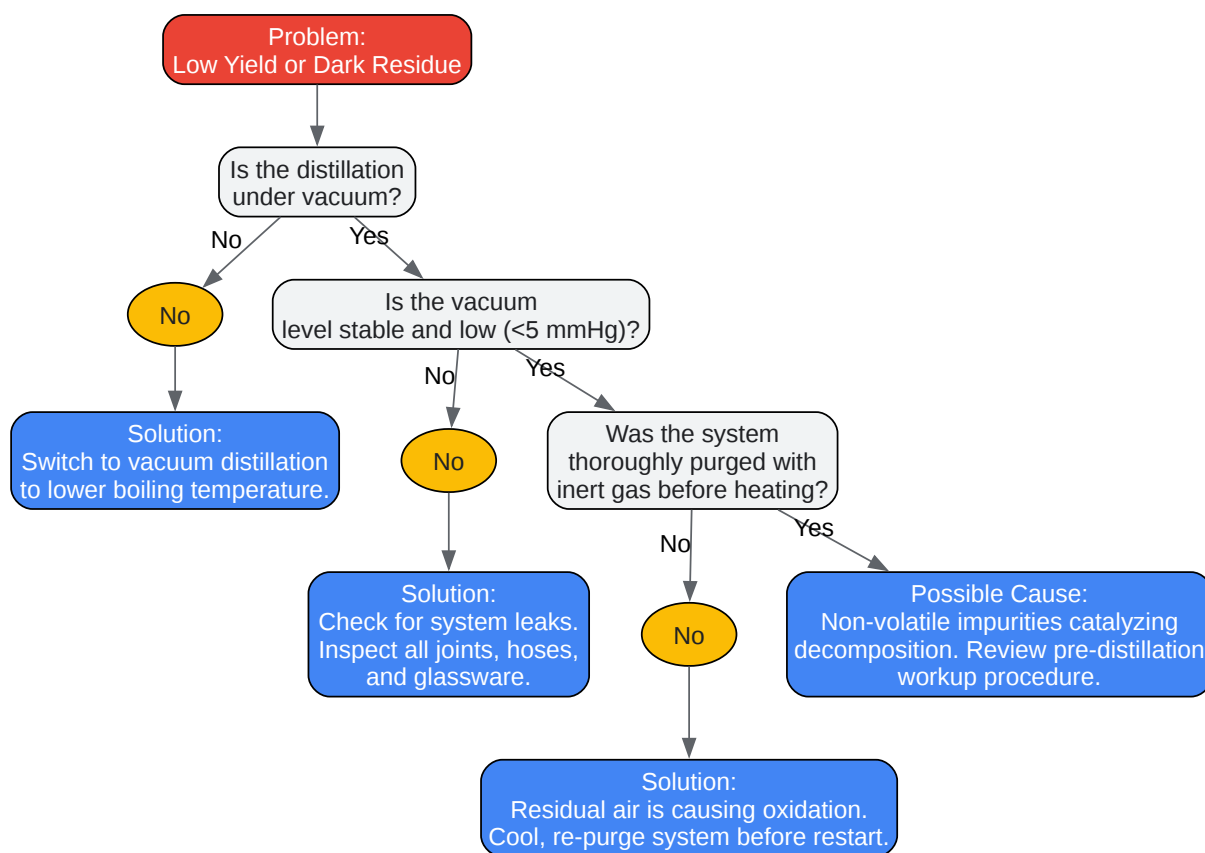 Problem:
Low Yield or Dark Residue
Is the distillation
under vacuum?
No
Yes
No
Is the vacuum
level stable and low (<5 mmHg)?
No
Yes
Solution:
Switch to vacuum distillation
to lower boiling temperature.
No
Was the system
thoroughly purged with
inert gas before heating?
No
Yes
Solution:
Check for system leaks.
Inspect all joints, hoses,
and glassware.
No
Possible Cause:
Non-volatile impurities catalyzing
decomposition. Review pre-distillation
workup procedure.
Solution:
Residual air is causing oxidation.
Cool, re-purge system before restart.